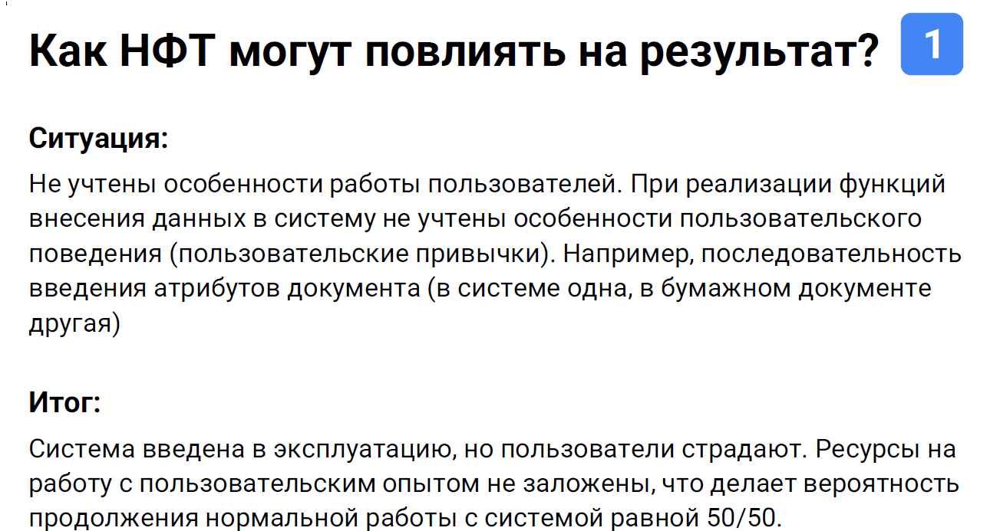 Как НФТ могут повлиять на результат? 1
Ситуация:
Не учтены особенности работы пользователей. При реализации функций
внесения данных в систему не учтены особенности пользовательского
поведения (пользовательские привычки). Например, последовательность
введения атрибутов документа (в системе одна, в бумажном документе
другая)
Итог:
Система введена в эксплуатацию, но пользователи страдают. Ресурсы на
работу с пользовательским опытом не заложены, что делает вероятность
продолжения нормальной работы с системой равной 50/50.